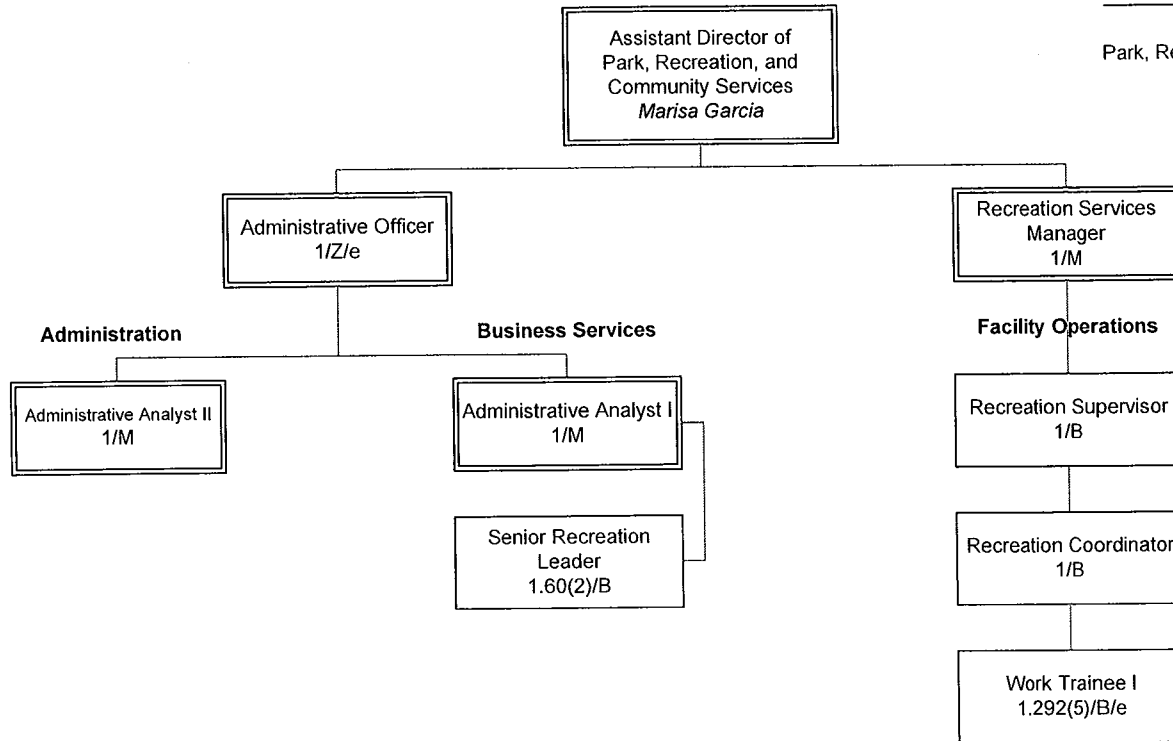 Assistant Director of
Park, Recreation, and
Community Services
Marisa Garcia
Park, Re
Administrative Officer
1/Z/e
Recreation Services
Manager
1/M
Administration
Business Services
Facility Operations
Administrative Analyst II
1/M
Administrative Analyst I
1/M
Recreation Supervisor
1/B
Senior Recreation
Leader
1.60(2)/B
Recreation Coordinator
1/B
Work Trainee I
1.292(5)/B/e